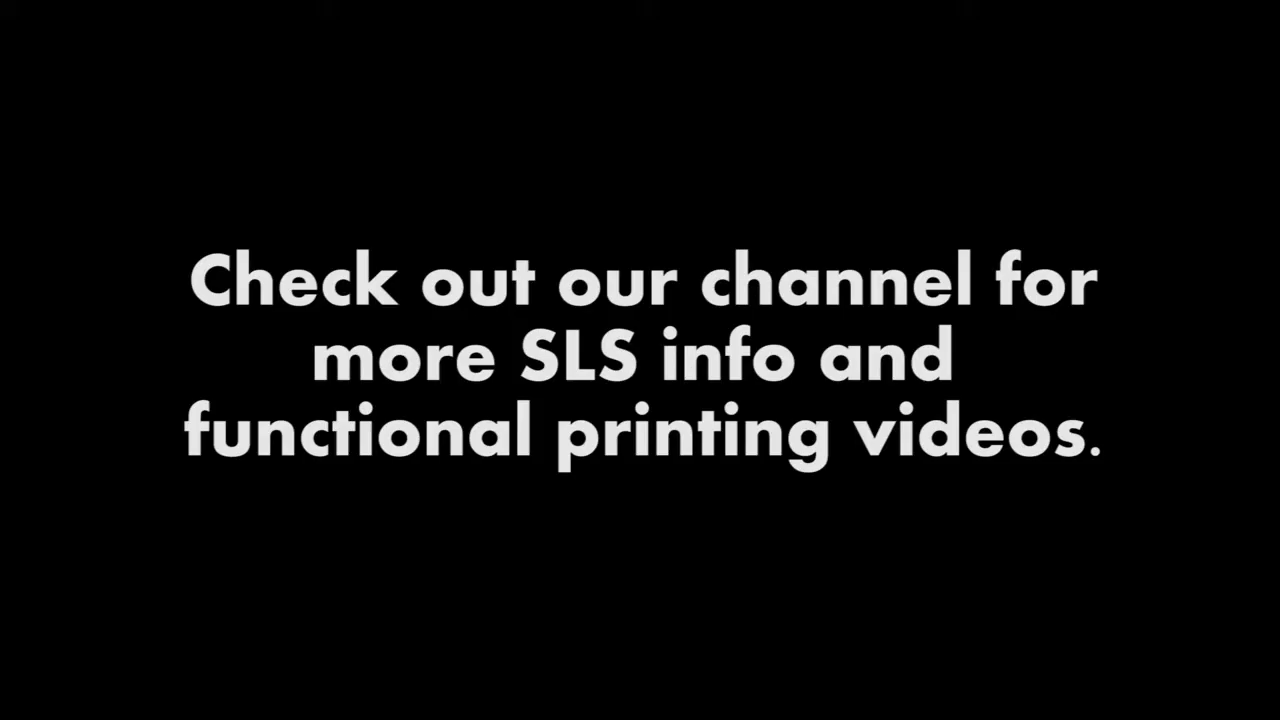 Check out our channel for
more SLS info and
functional printing videos.